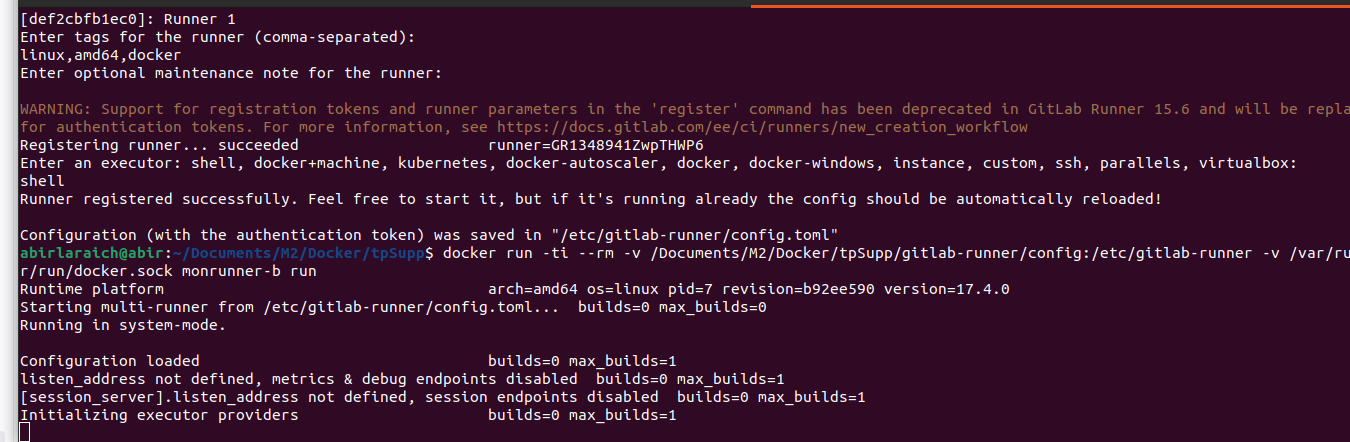 [def2cbfb1ec0]: Runner 1
Enter tags for the runner (comma-separated):
linux,amd64,docker
Enter optional maintenance note for the runner:
WARNING: Support for registration tokens and runner parameters in the 'register' command has been deprecated in GitLab Runner 15.6 and will be repla
for authentication tokens. For more information, see https://docs.gitlab.com/ee/ci/runners/new_creation_workflow
Registering runner... succeeded                     runner=GR1348941ZwpTHWP6
Enter an executor: shell, docker+machine, kubernetes, docker-autoscaler, docker, docker-windows, instance, custom, ssh, parallels, virtualbox:
shell
Runner registered successfully. Feel free to start it, but if it's running already the config should be automatically reloaded!
Configuration (with the authentication token) was saved in "/etc/gitlab-runner/config.toml"
abirlaraich@abir:~/Documents/M2/Docker/tpSupp$ docker run -ti --rm -v /Documents/M2/Docker/tpSupp/gitlab-runner/config:/etc/gitlab-runner -v /var/ru
r/run/docker.sock monrunner-b run
Runtime platform                                    arch=amd64 os=linux pid=7 revision=b92ee590 version=17.4.0
Starting multi-runner from /etc/gitlab-runner/config.toml...  builds=0 max_builds=0
Running in system-mode.
Configuration loaded                                builds=0 max_builds=1
listen_address not defined, metrics & debug endpoints disabled  builds=0 max_builds=1
[session_server].listen_address not defined, session endpoints disabled  builds=0 max_builds=1
Initializing executor providers                     builds=0 max_builds=1